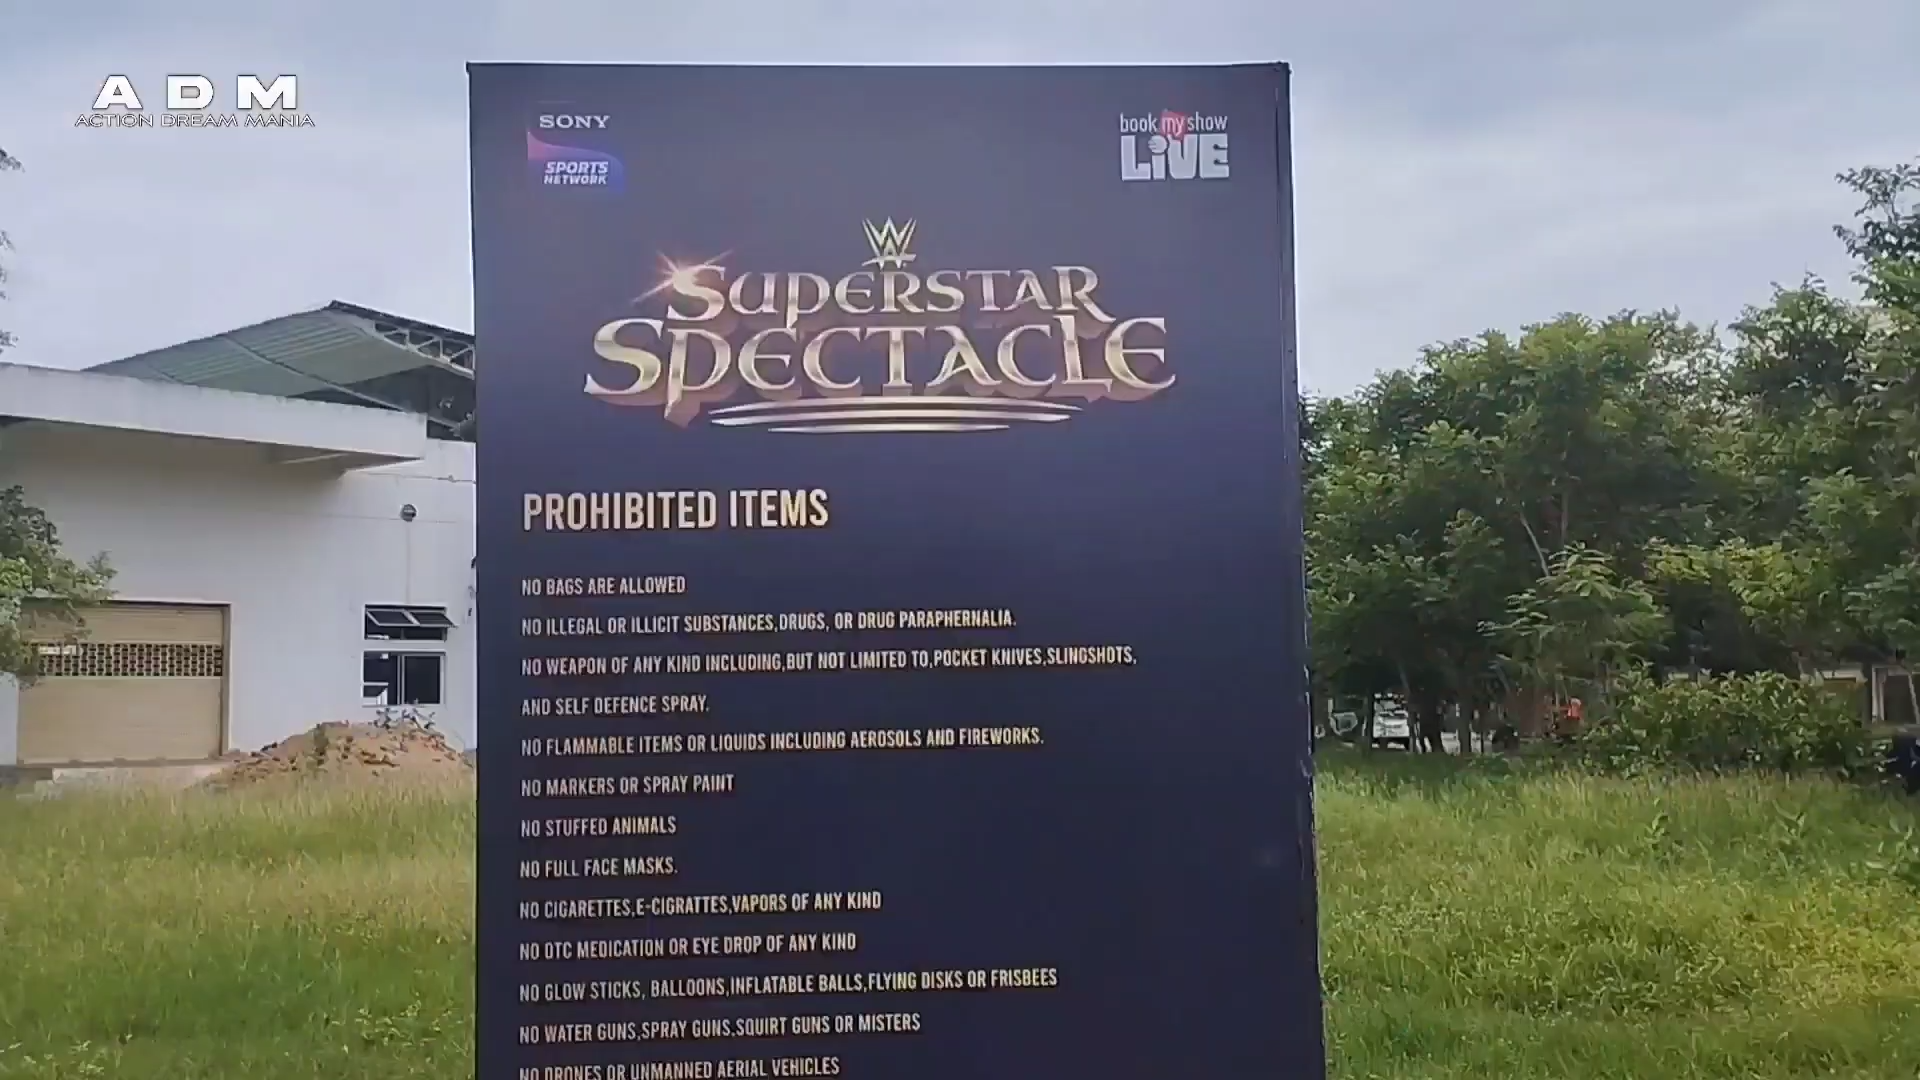 ADM
ACTION DREAM MANIA
SONY
SPORTS
NETWORK
book my show
LIVE
W
SUPERSTAR
SPECTACLE
PROHIBITED ITEMS
NO BAGS ARE ALLOWED
NO ILLEGAL OR ILLICIT SUBSTANCES,DRUGS, OR DRUG PARAPHERNALIA.
NO WEAPON OF ANY KIND INCLUDING,BUT NOT LIMITED TO,POCKET KNIVES,SLINGSHOTS,
AND SELF DEFENCE SPRAY.
NO FLAMMABLE ITEMS OR LIQUIDS INCLUDING AEROSOLS AND FIREWORKS.
NO MARKERS OR SPRAY PAINT
NO STUFFED ANIMALS
NO FULL FACE MASKS.
NO CIGARETTES,E-CIGRATTES,VAPORS OF ANY KIND
NO OTC MEDICATION OR EYE DROP OF ANY KIND
NO GLOW STICKS, BALLOONS,INFLATABLE BALLS,FLYING DISKS OR FRISBEES
NO WATER GUNS,SPRAY GUNS,SQUIRT GUNS OR MISTERS
NO DRONES OR UNMANNED AERIAL VEHICLES